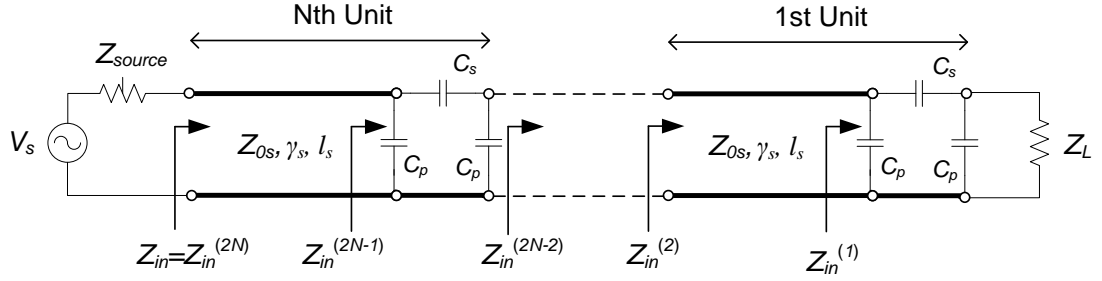 Nth Unit
1st Unit
Z_source
C_s
C_s
V_s
Z_0s, γ_s, l_s
C_p
C_p
Z_0s, γ_s, l_s
C_p
C_p
Z_L
Z_in=Z_in^(2N)
Z_in^(2N-1)
Z_in^(2N-2)
Z_in^(2)
Z_in^(1)